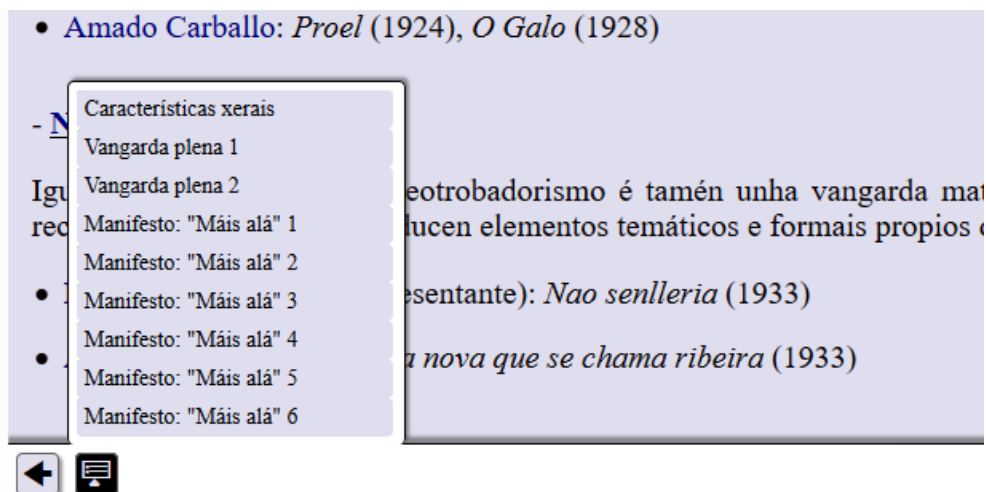 • Amado Carballo: Proel (1924), O Galo (1928)
Características xerais
- N
Vangarda plena 1
Vangarda plena 2
Igu eotrobadorismo é tamén unha vangarda mat
Manifesto: "Máis alá" 1
rec lucen elementos temáticos e formais propios
Manifesto: "Máis alá" 2
Manifesto: "Máis alá" 3
• esentante): Nao senlleria (1933)
Manifesto: "Máis alá" 4
• a nova que se chama ribeira (1933)
Manifesto: "Máis alá" 5
Manifesto: "Máis alá" 6